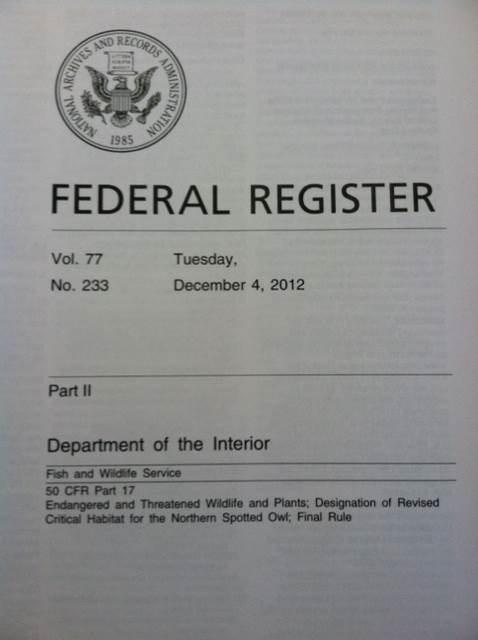 NATIONAL ARCHIVES AND RECORDS ADMINISTRATION
1985
FEDERAL REGISTER
Vol. 77 Tuesday,
No. 233 December 4, 2012
Part II
Department of the Interior
Fish and Wildlife Service
50 CFR Part 17
Endangered and Threatened Wildlife and Plants; Designation of Revised
Critical Habitat for the Northern Spotted Owl; Final Rule